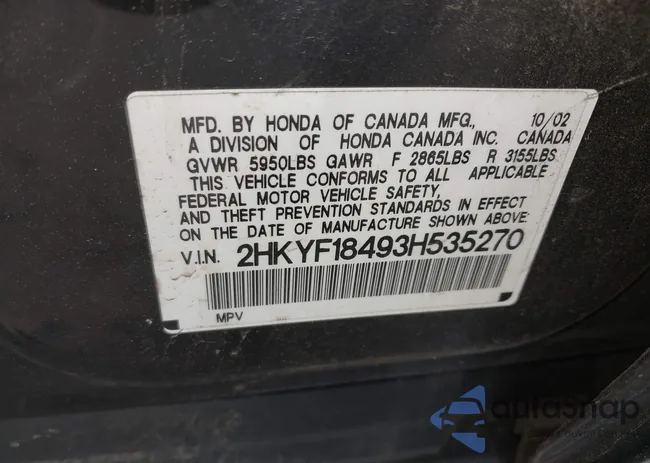 MFD. BY HONDA OF CANADA MFG., 10/02
A DIVISION OF HONDA CANADA INC. CANADA
GVWR 5950LBS GAWR F 2865LBS R 3155LBS
THIS VEHICLE CONFORMS TO ALL APPLICABLE
FEDERAL MOTOR VEHICLE SAFETY,
AND THEFT PREVENTION STANDARDS IN EFFECT
ON THE DATE OF MANUFACTURE SHOWN ABOVE.
V.I.N. 2HKYF18493H535270
MPV
autosnap